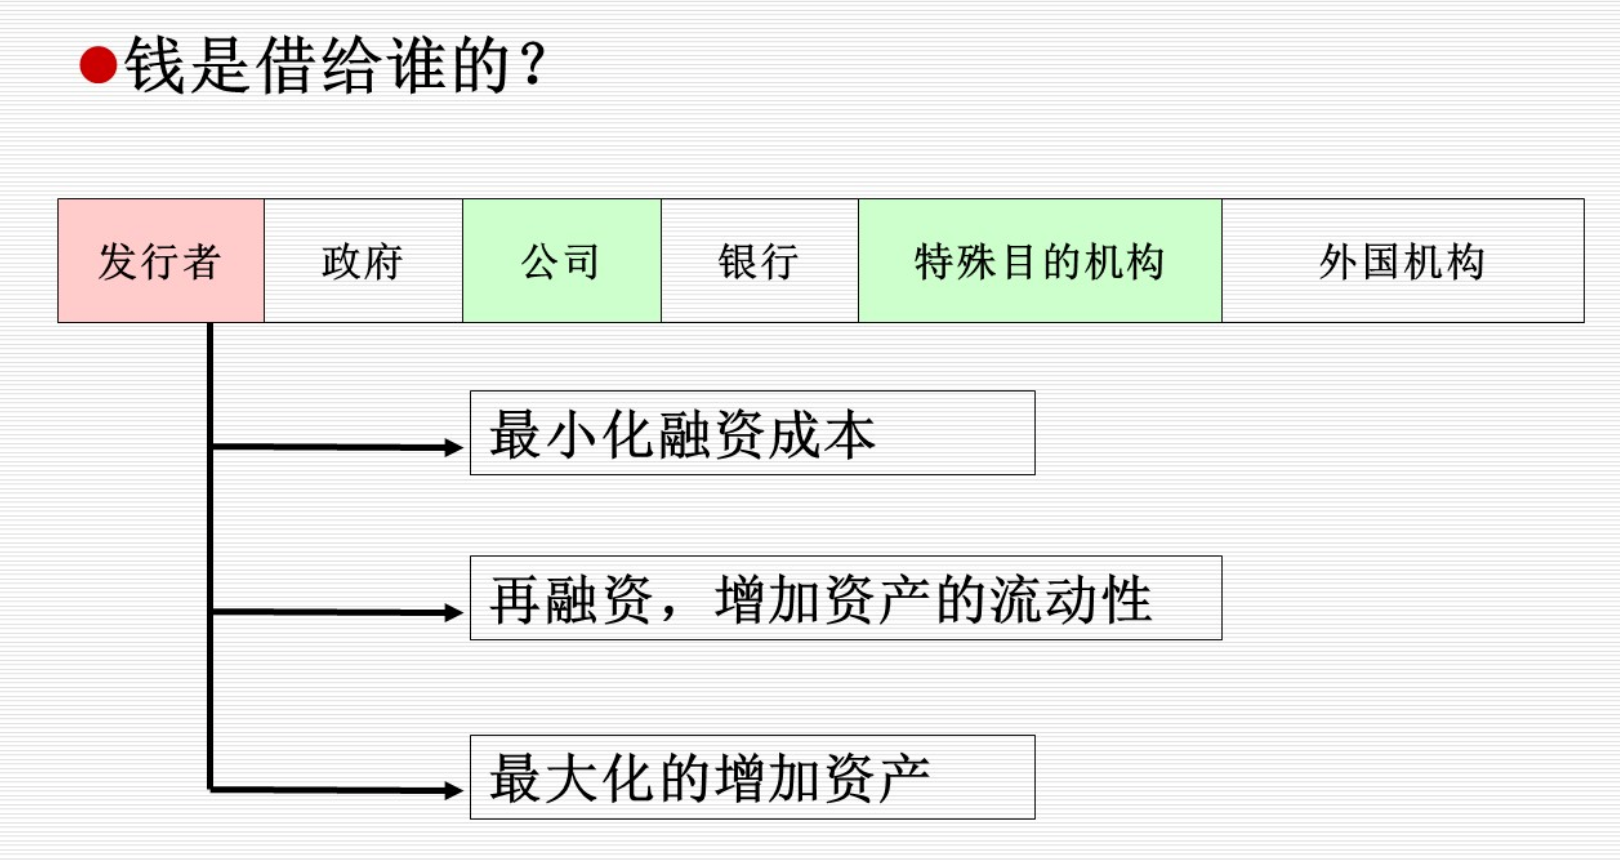 ●钱是借给谁的？
发行者 政府 公司 银行 特殊目的机构 外国机构
最小化融资成本
再融资，增加资产的流动性
最大化的增加资产